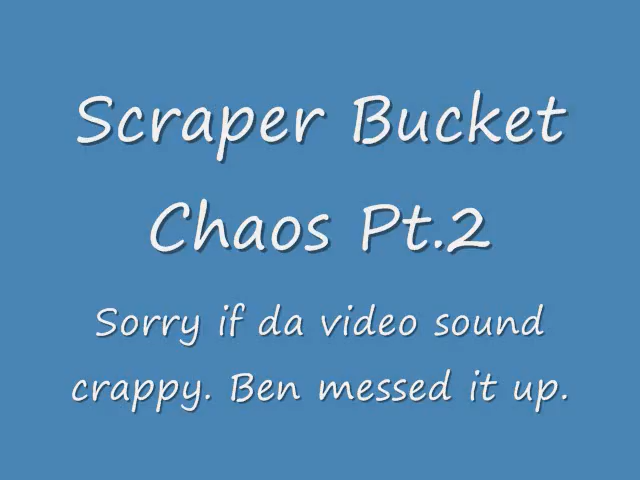 Scraper Bucket
Chaos Pt.2
Sorry if da video sound
crappy. Ben messed it up.